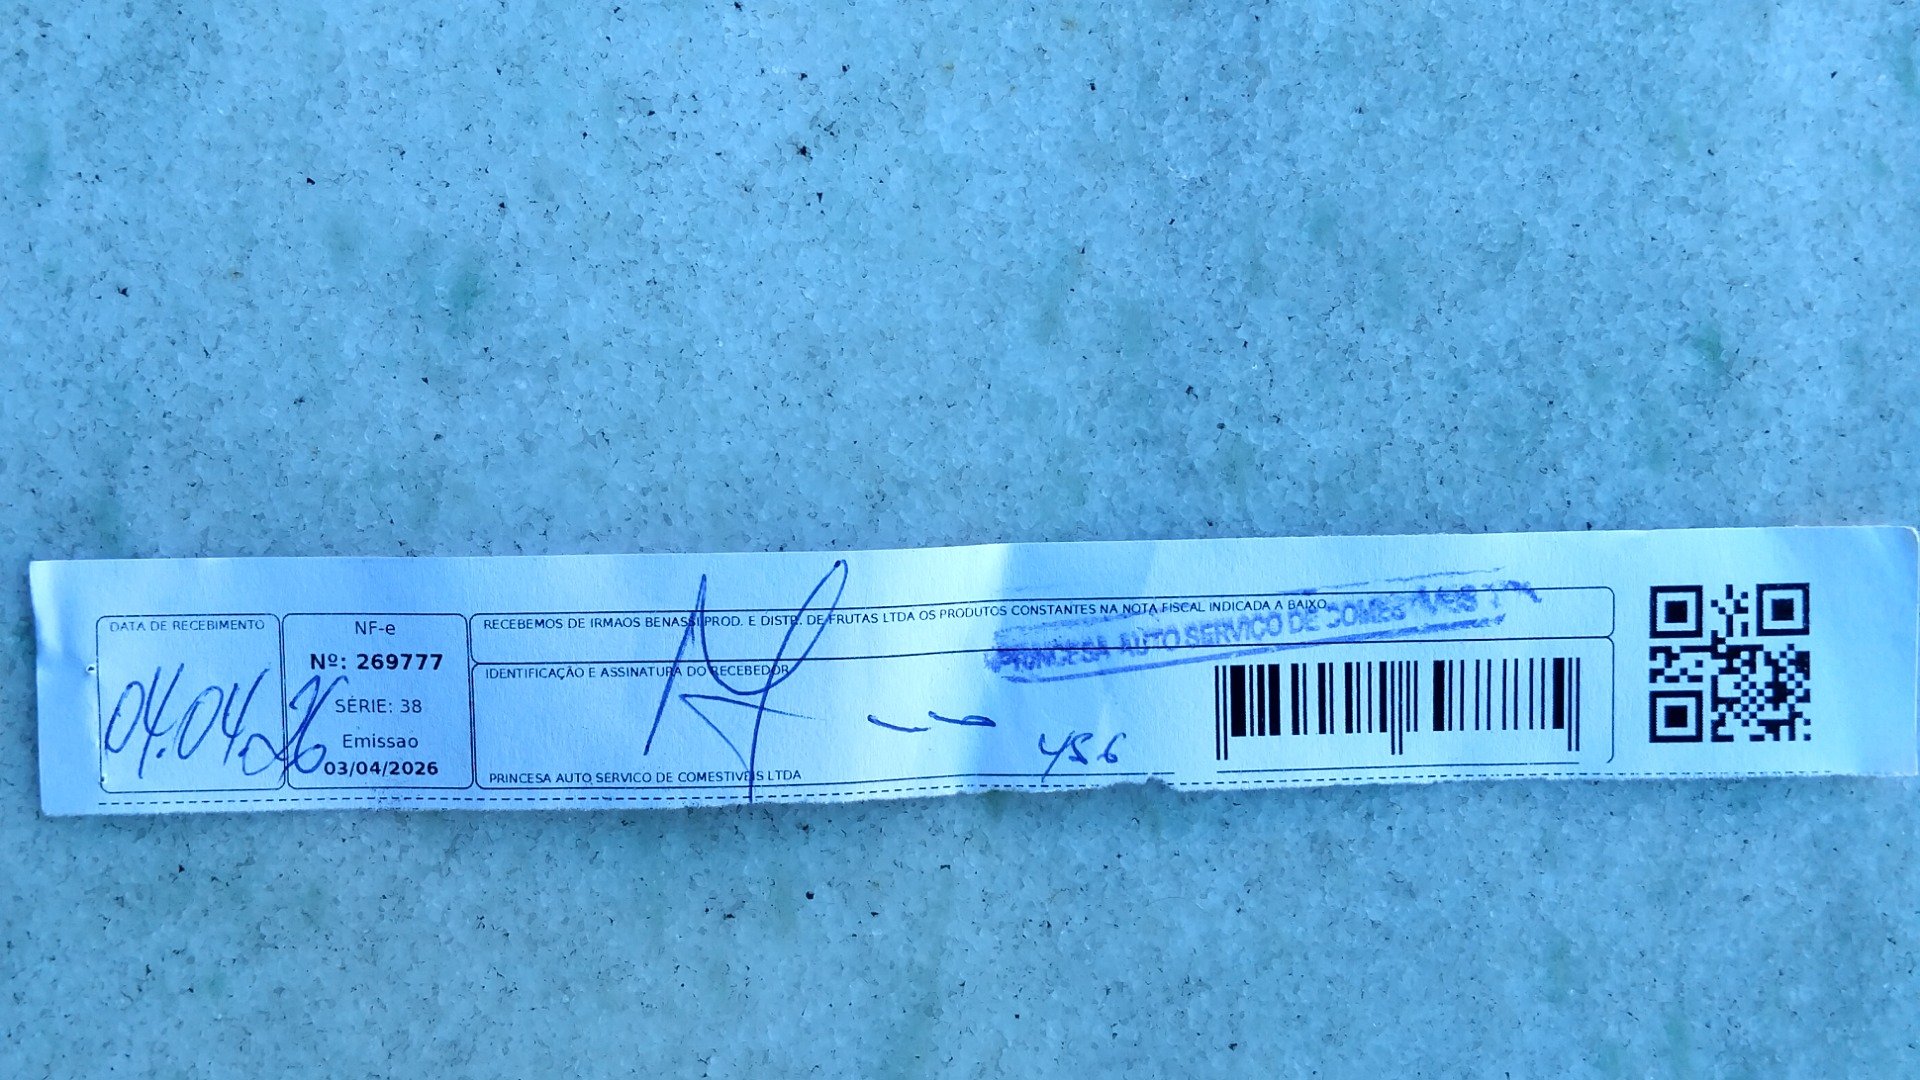 DATA DE RECEBIMENTO
04.04.26
NF-e
Nº: 269777
SÉRIE: 38
Emissao
03/04/2026
RECEBEMOS DE IRMAOS BENASSI PROD. E DISTR. DE FRUTAS LTDA OS PRODUTOS CONSTANTES NA NOTA FISCAL INDICADA A BAIXO
IDENTIFICAÇÃO E ASSINATURA DO RECEBEDOR
PRINCESA AUTO SERVICO DE COMESTIVEIS LTDA
PRINCESA AUTO SERVICO DE COMESTIVEIS
456